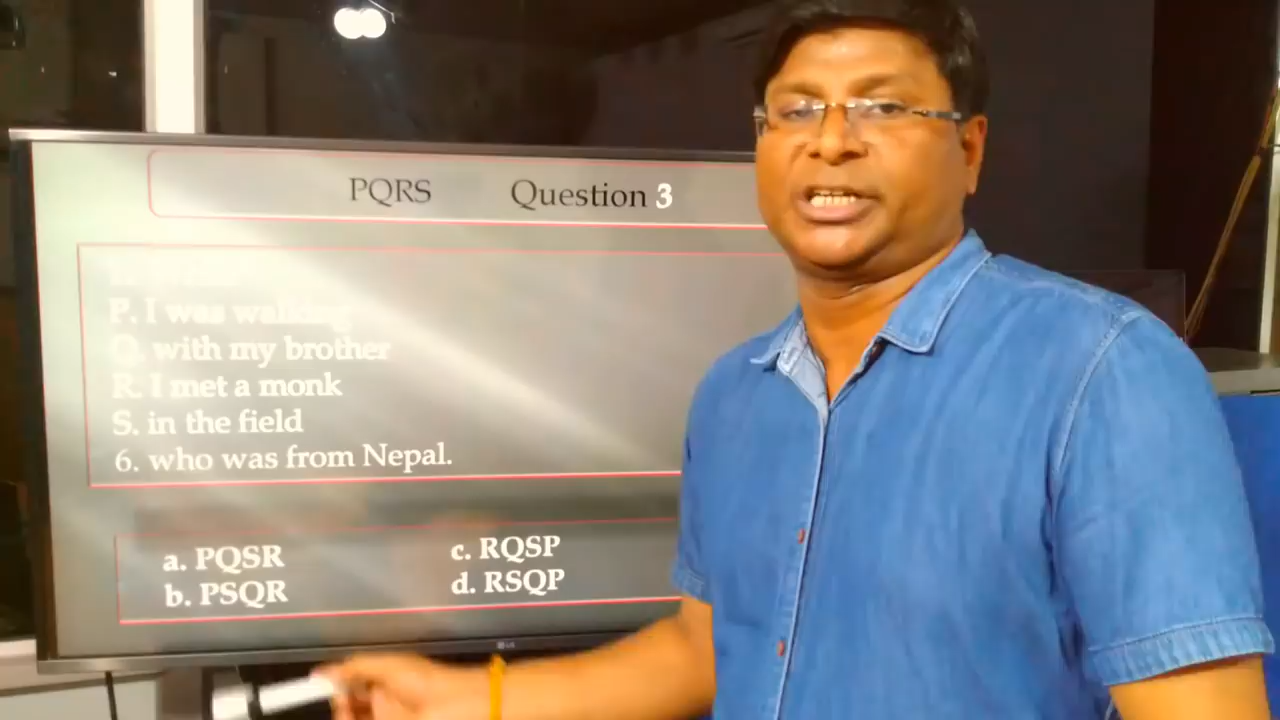 PQRS Question 3
P. I was walking
Q. with my brother
R. I met a monk
S. in the field
6. who was from Nepal.
a. PQSR
b. PSQR
c. RQSP
d. RSQP
LG